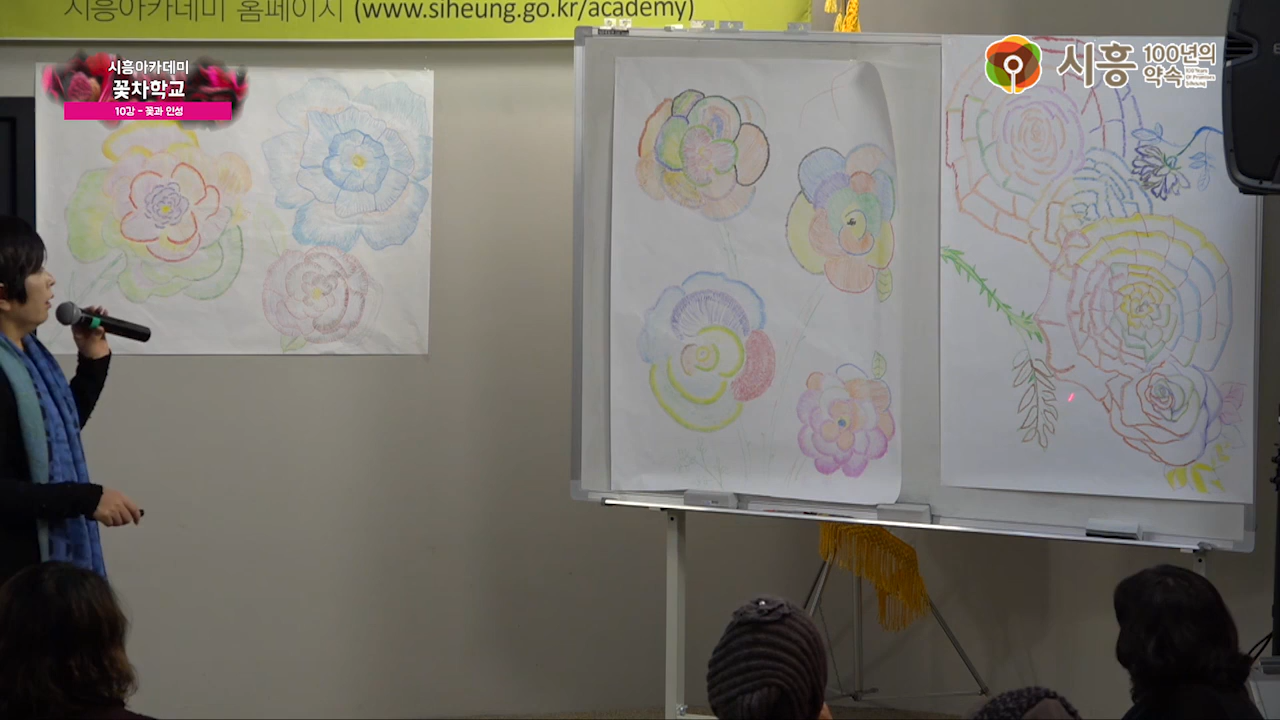 시흥아카데미 홈페이지 (www.siheung.go.kr/academy)
시흥아카데미
꽃차학교
10강 - 꽃과 인성
시흥 100년의
약속